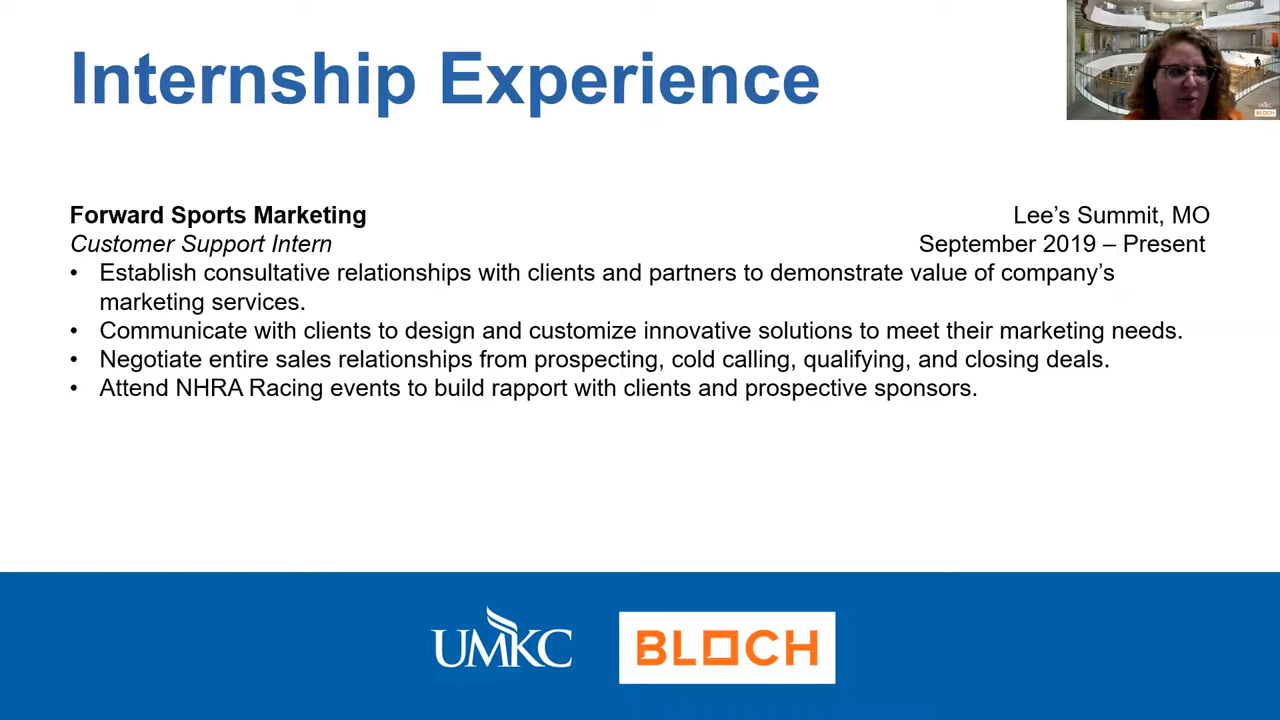 Internship Experience
UMKC
BLOCH
Forward Sports Marketing Lee's Summit, MO
Customer Support Intern September 2019 – Present
• Establish consultative relationships with clients and partners to demonstrate value of company's
marketing services.
• Communicate with clients to design and customize innovative solutions to meet their marketing needs.
• Negotiate entire sales relationships from prospecting, cold calling, qualifying, and closing deals.
• Attend NHRA Racing events to build rapport with clients and prospective sponsors.
UMKC BLOCH